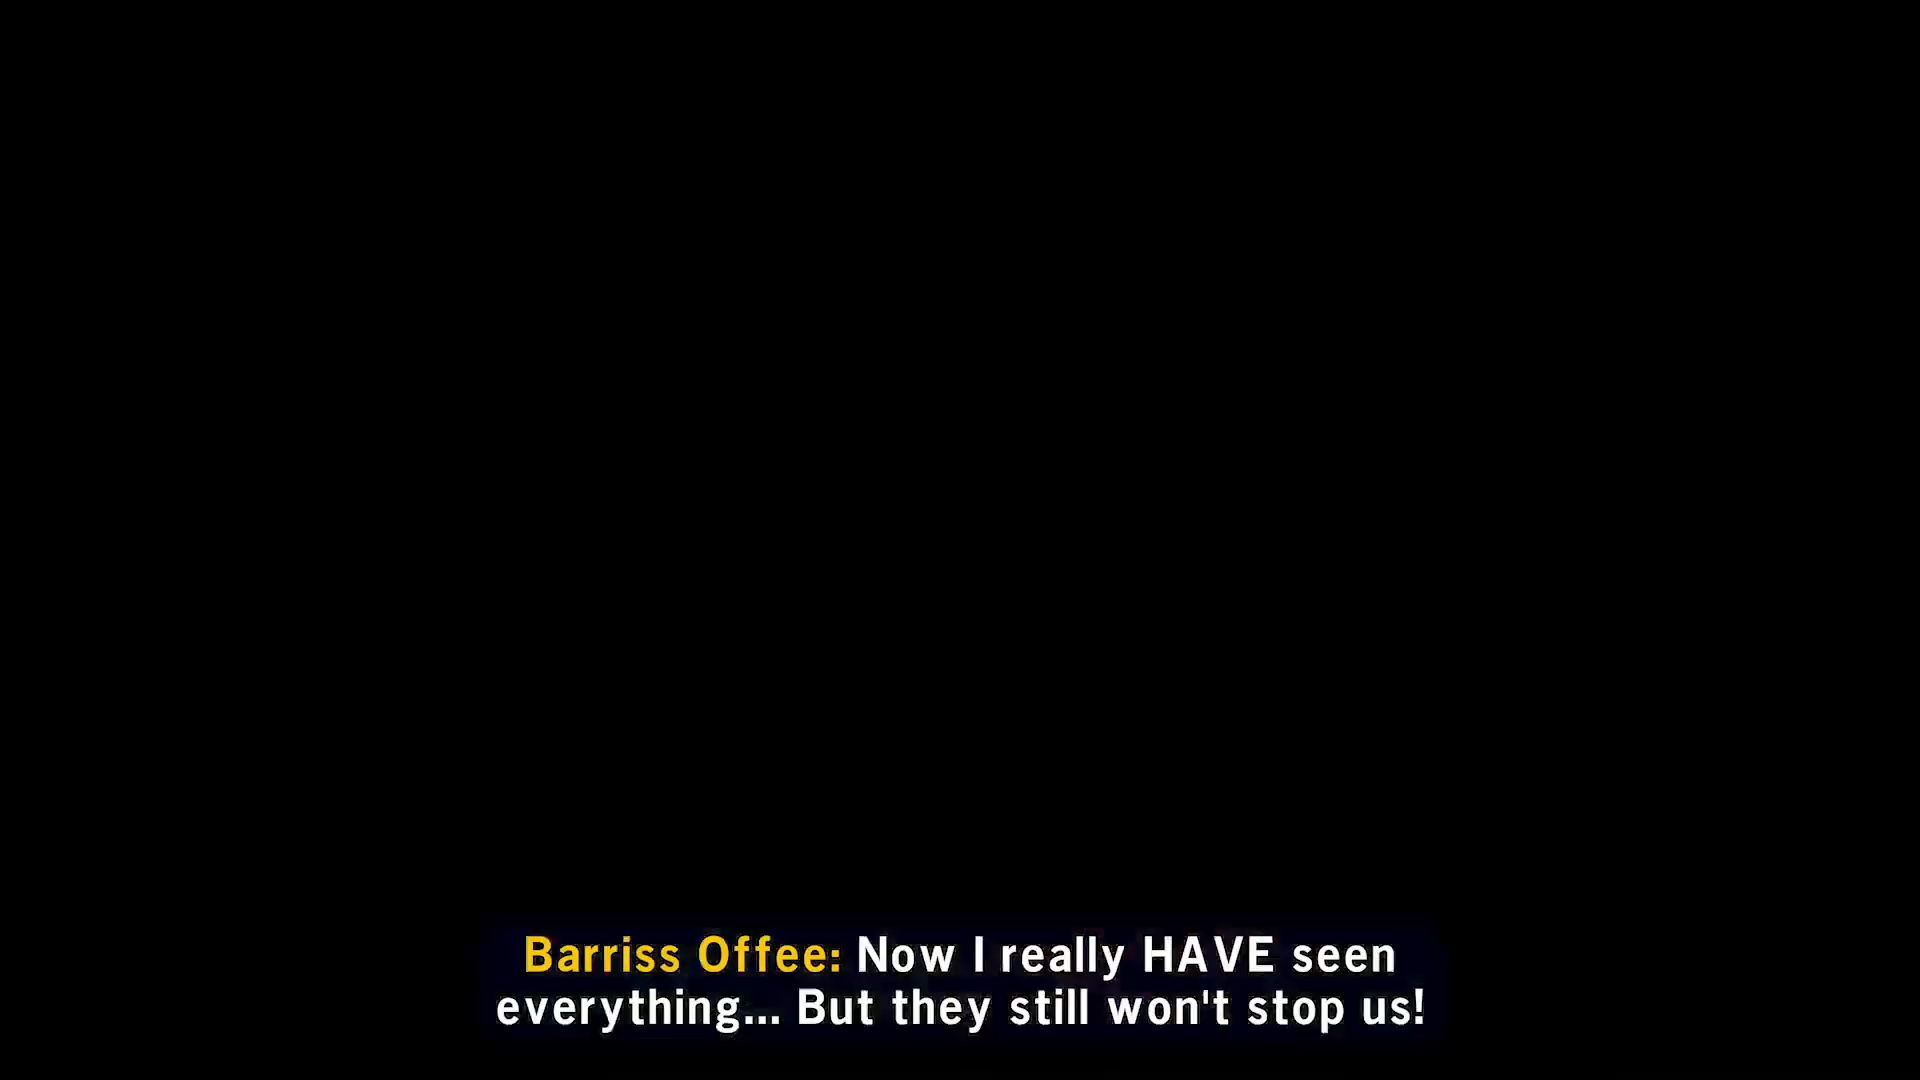 Barriss Offee: Now I really HAVE seen
everything... But they still won't stop us!